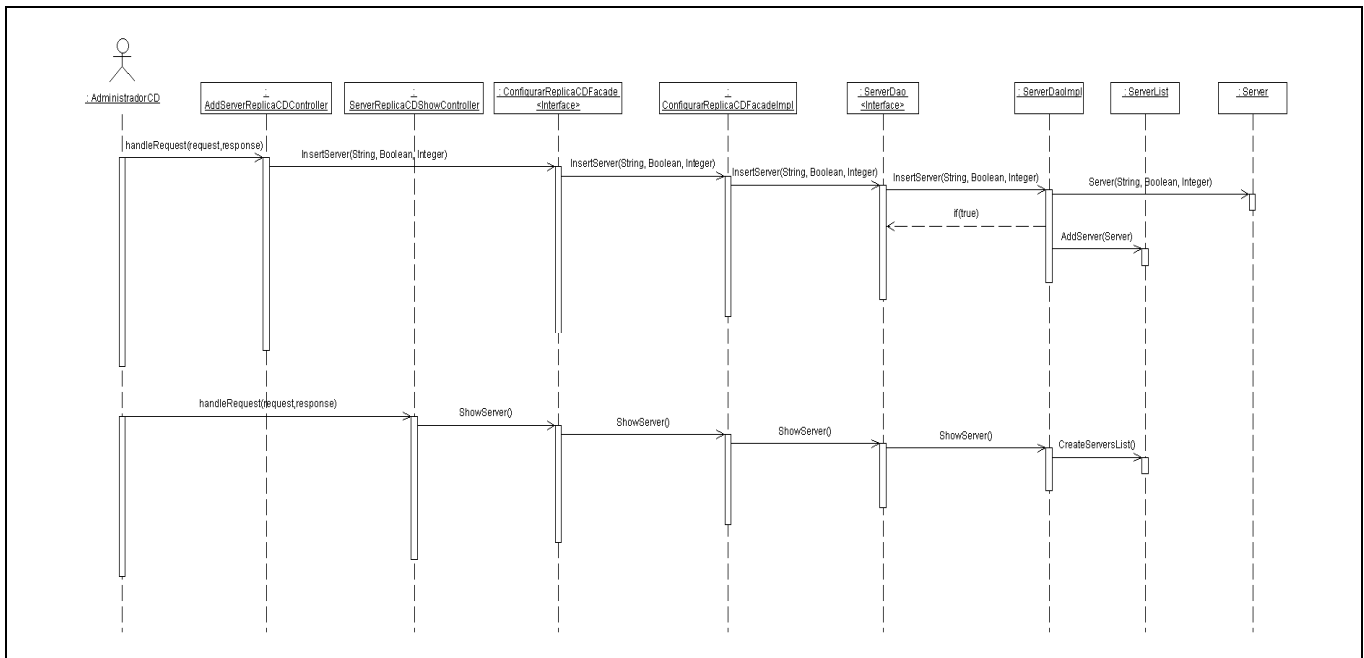 : AdministradorCD
:
AddServerReplicaCDController
:
ServerReplicaCDShowController
: ConfigurarReplicaCDFacade
<Interface>
:
ConfigurarReplicaCDFacadeImpl
: ServerDao
<Interface>
: ServerDaoImpl
: ServerList
: Server
handleRequest(request,response)
InsertServer(String, Boolean, Integer)
InsertServer(String, Boolean, Integer)
InsertServer(String, Boolean, Integer)
InsertServer(String, Boolean, Integer)
Server(String, Boolean, Integer)
if(true)
AddServer(Server)
handleRequest(request,response)
ShowServer()
ShowServer()
ShowServer()
ShowServer()
CreateServersList()